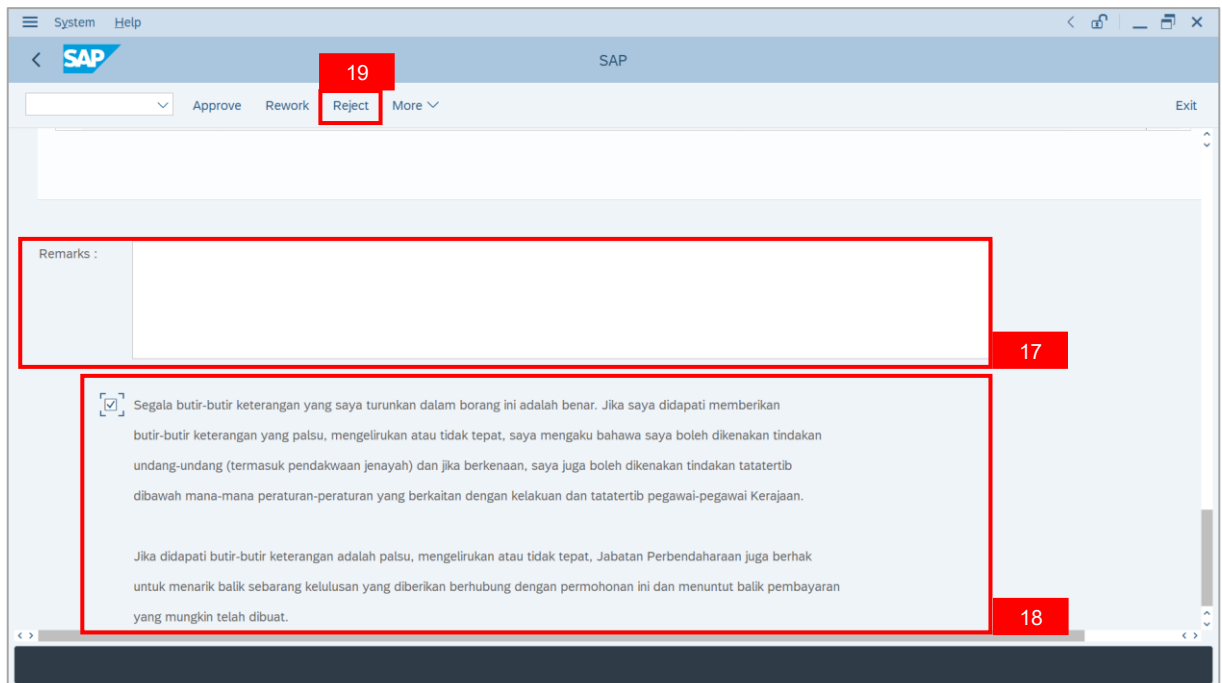 System Help
SAP
SAP
19
Approve Rework Reject More Exit
Remarks :
17
Segala butir-butir keterangan yang saya turunkan dalam borang ini adalah benar. Jika saya didapati memberikan
butir-butir keterangan yang palsu, mengelirukan atau tidak tepat, saya mengaku bahawa saya boleh dikenakan tindakan
undang-undang (termasuk pendakwaan jenayah) dan jika berkenaan, saya juga boleh dikenakan tindakan tatatertib
dibawah mana-mana peraturan-peraturan yang berkaitan dengan kelakuan dan tatatertib pegawai-pegawai Kerajaan.
Jika didapati butir-butir keterangan adalah palsu, mengelirukan atau tidak tepat, Jabatan Perbendaharaan juga berhak
untuk menarik balik sebarang kelulusan yang diberikan berhubung dengan permohonan ini dan menuntut balik pembayaran
yang mungkin telah dibuat.
18